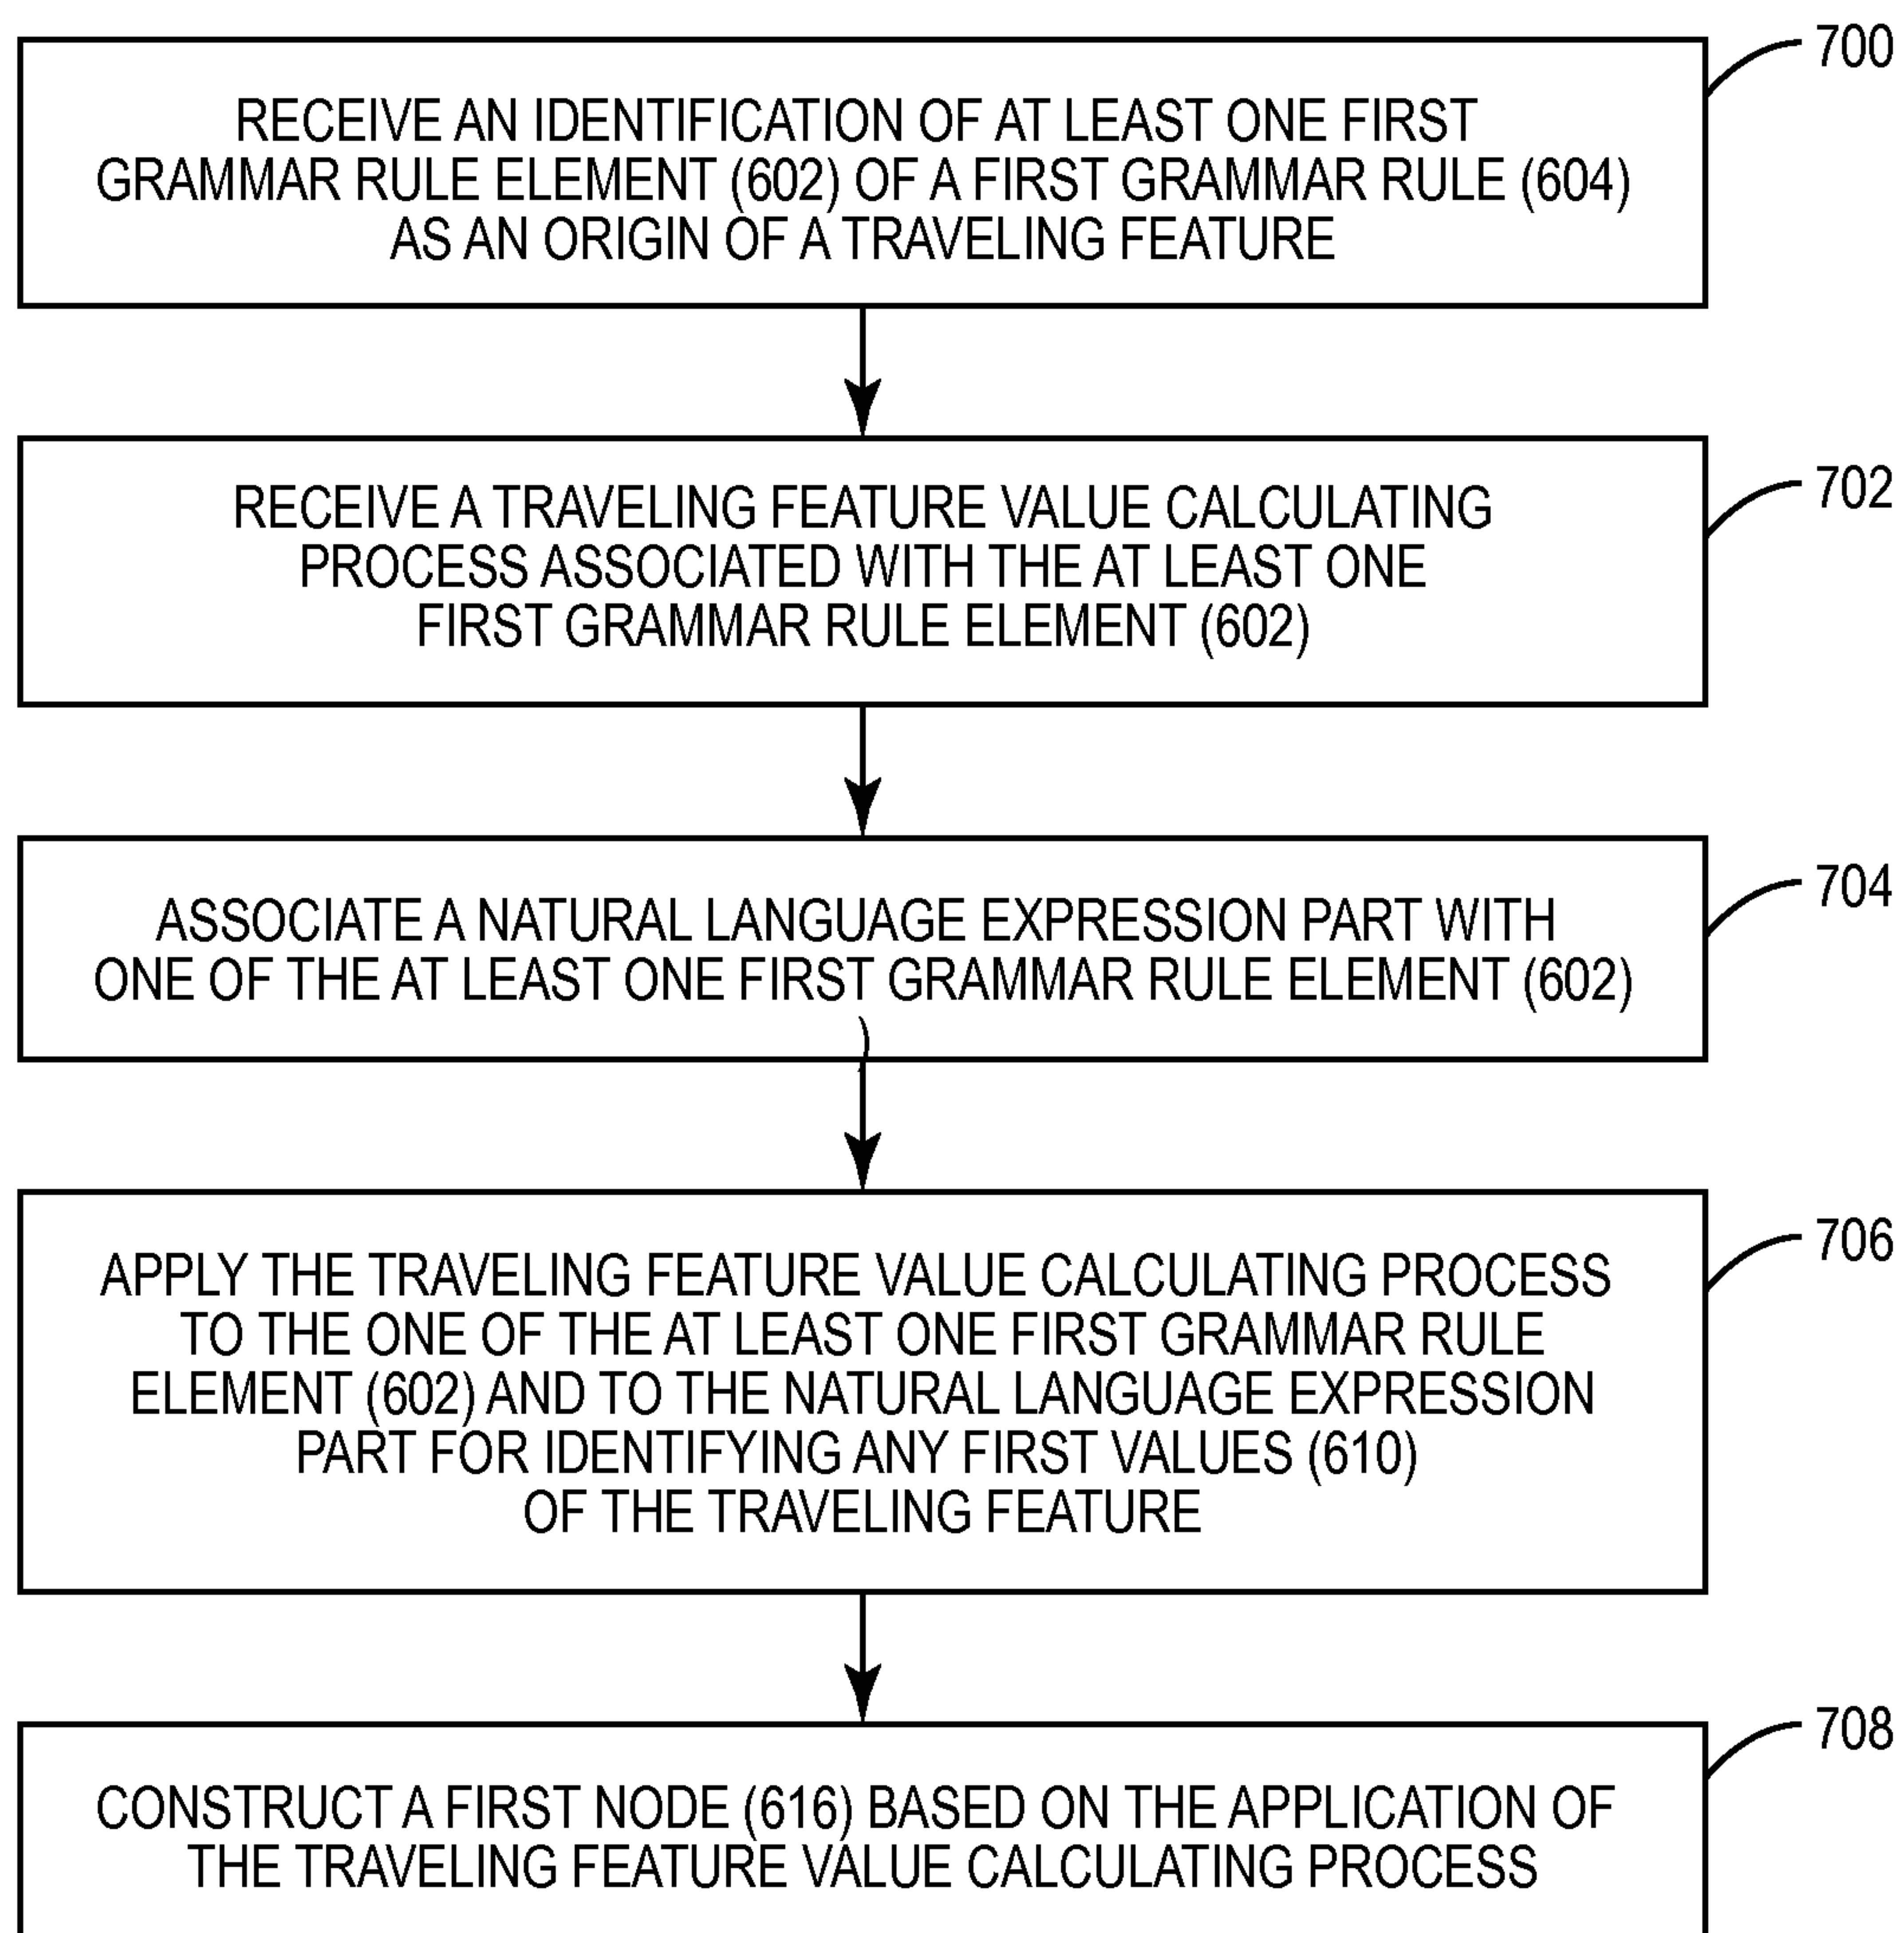 700
RECEIVE AN IDENTIFICATION OF AT LEAST ONE FIRST
GRAMMAR RULE ELEMENT (602) OF A FIRST GRAMMAR RULE (604)
AS AN ORIGIN OF A TRAVELING FEATURE
702
RECEIVE A TRAVELING FEATURE VALUE CALCULATING
PROCESS ASSOCIATED WITH THE AT LEAST ONE
FIRST GRAMMAR RULE ELEMENT (602)
704
ASSOCIATE A NATURAL LANGUAGE EXPRESSION PART WITH
ONE OF THE AT LEAST ONE FIRST GRAMMAR RULE ELEMENT (602)
706
APPLY THE TRAVELING FEATURE VALUE CALCULATING PROCESS
TO THE ONE OF THE AT LEAST ONE FIRST GRAMMAR RULE
ELEMENT (602) AND TO THE NATURAL LANGUAGE EXPRESSION
PART FOR IDENTIFYING ANY FIRST VALUES (610)
OF THE TRAVELING FEATURE
708
CONSTRUCT A FIRST NODE (616) BASED ON THE APPLICATION OF
THE TRAVELING FEATURE VALUE CALCULATING PROCESS